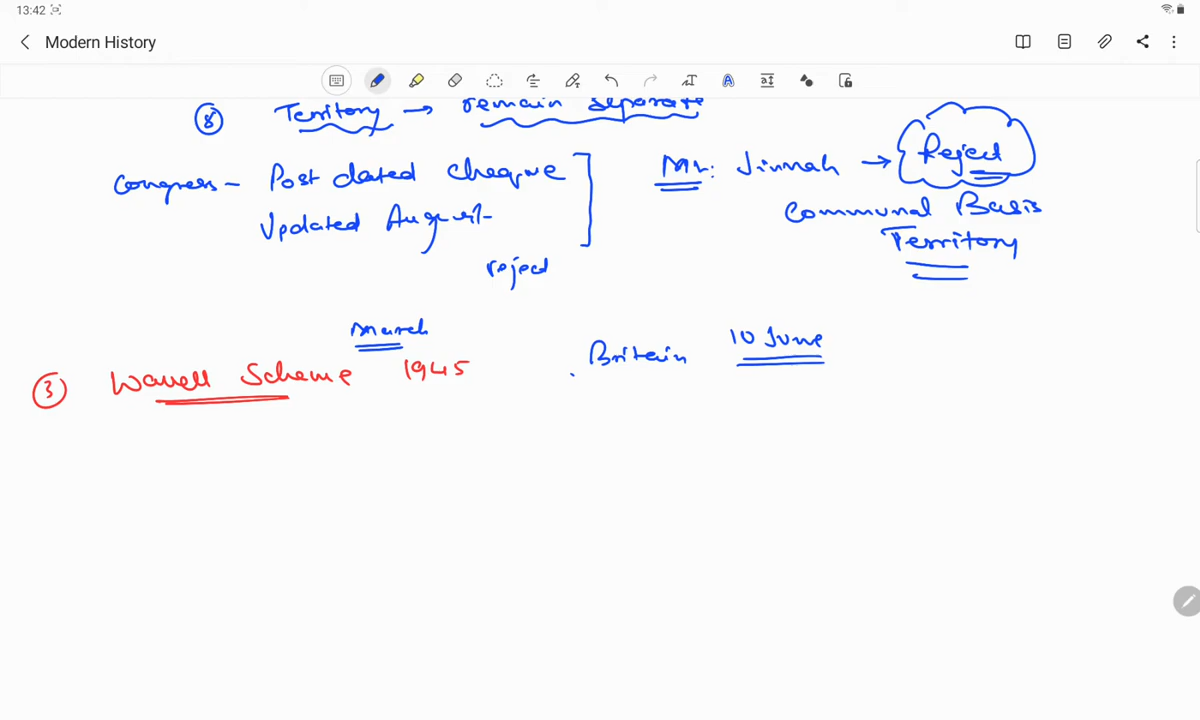 13:42
Modern History
8 Territory → remain separate
Congress - Post dated cheque
Updated August
reject
Mr. Jinnah → Reject
Communal Basis
Territory
March
3 Wavell Scheme 1945
Britain 10 June